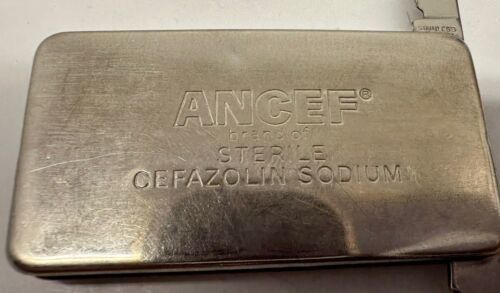 ANCEF®
brand of
STERILE
CEFAZOLIN SODIUM